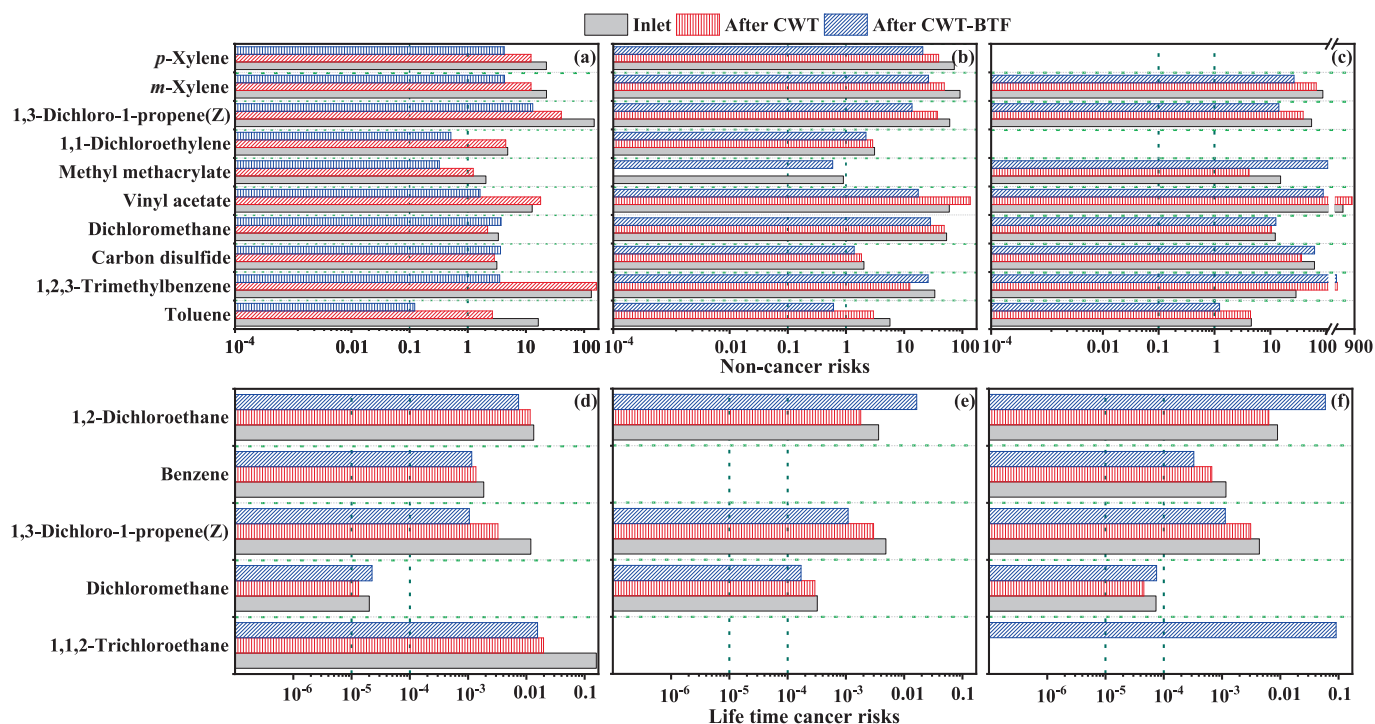 Inlet After CWT After CWT-BTF
(a) (b) (c)
p-Xylene
m-Xylene
1,3-Dichloro-1-propene(Z)
1,1-Dichloroethylene
Methyl methacrylate
Vinyl acetate
Dichloromethane
Carbon disulfide
1,2,3-Trimethylbenzene
Toluene
10-4 0.01 0.1 1 10 100 10-4 0.01 0.1 1 10 100 10-4 0.1 1 10 100 900
Non-cancer risks
(d) (e) (f)
1,2-Dichloroethane
Benzene
1,3-Dichloro-1-propene(Z)
Dichloromethane
1,1,2-Trichloroethane
10-6 10-5 10-4 10-3 0.01 0.1 10-6 10-5 10-4 10-3 0.01 0.1 10-6 10-5 10-4 10-3 0.01 0.1
Life time cancer risks